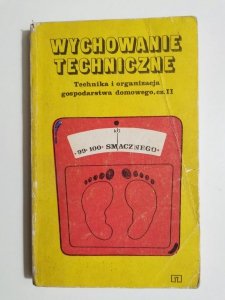 WYCHOWANIE
TECHNICZNE
Technika i organizacja
gospodarstwa domowego, cz. II
kG
·99·100· SMACZNEGO·